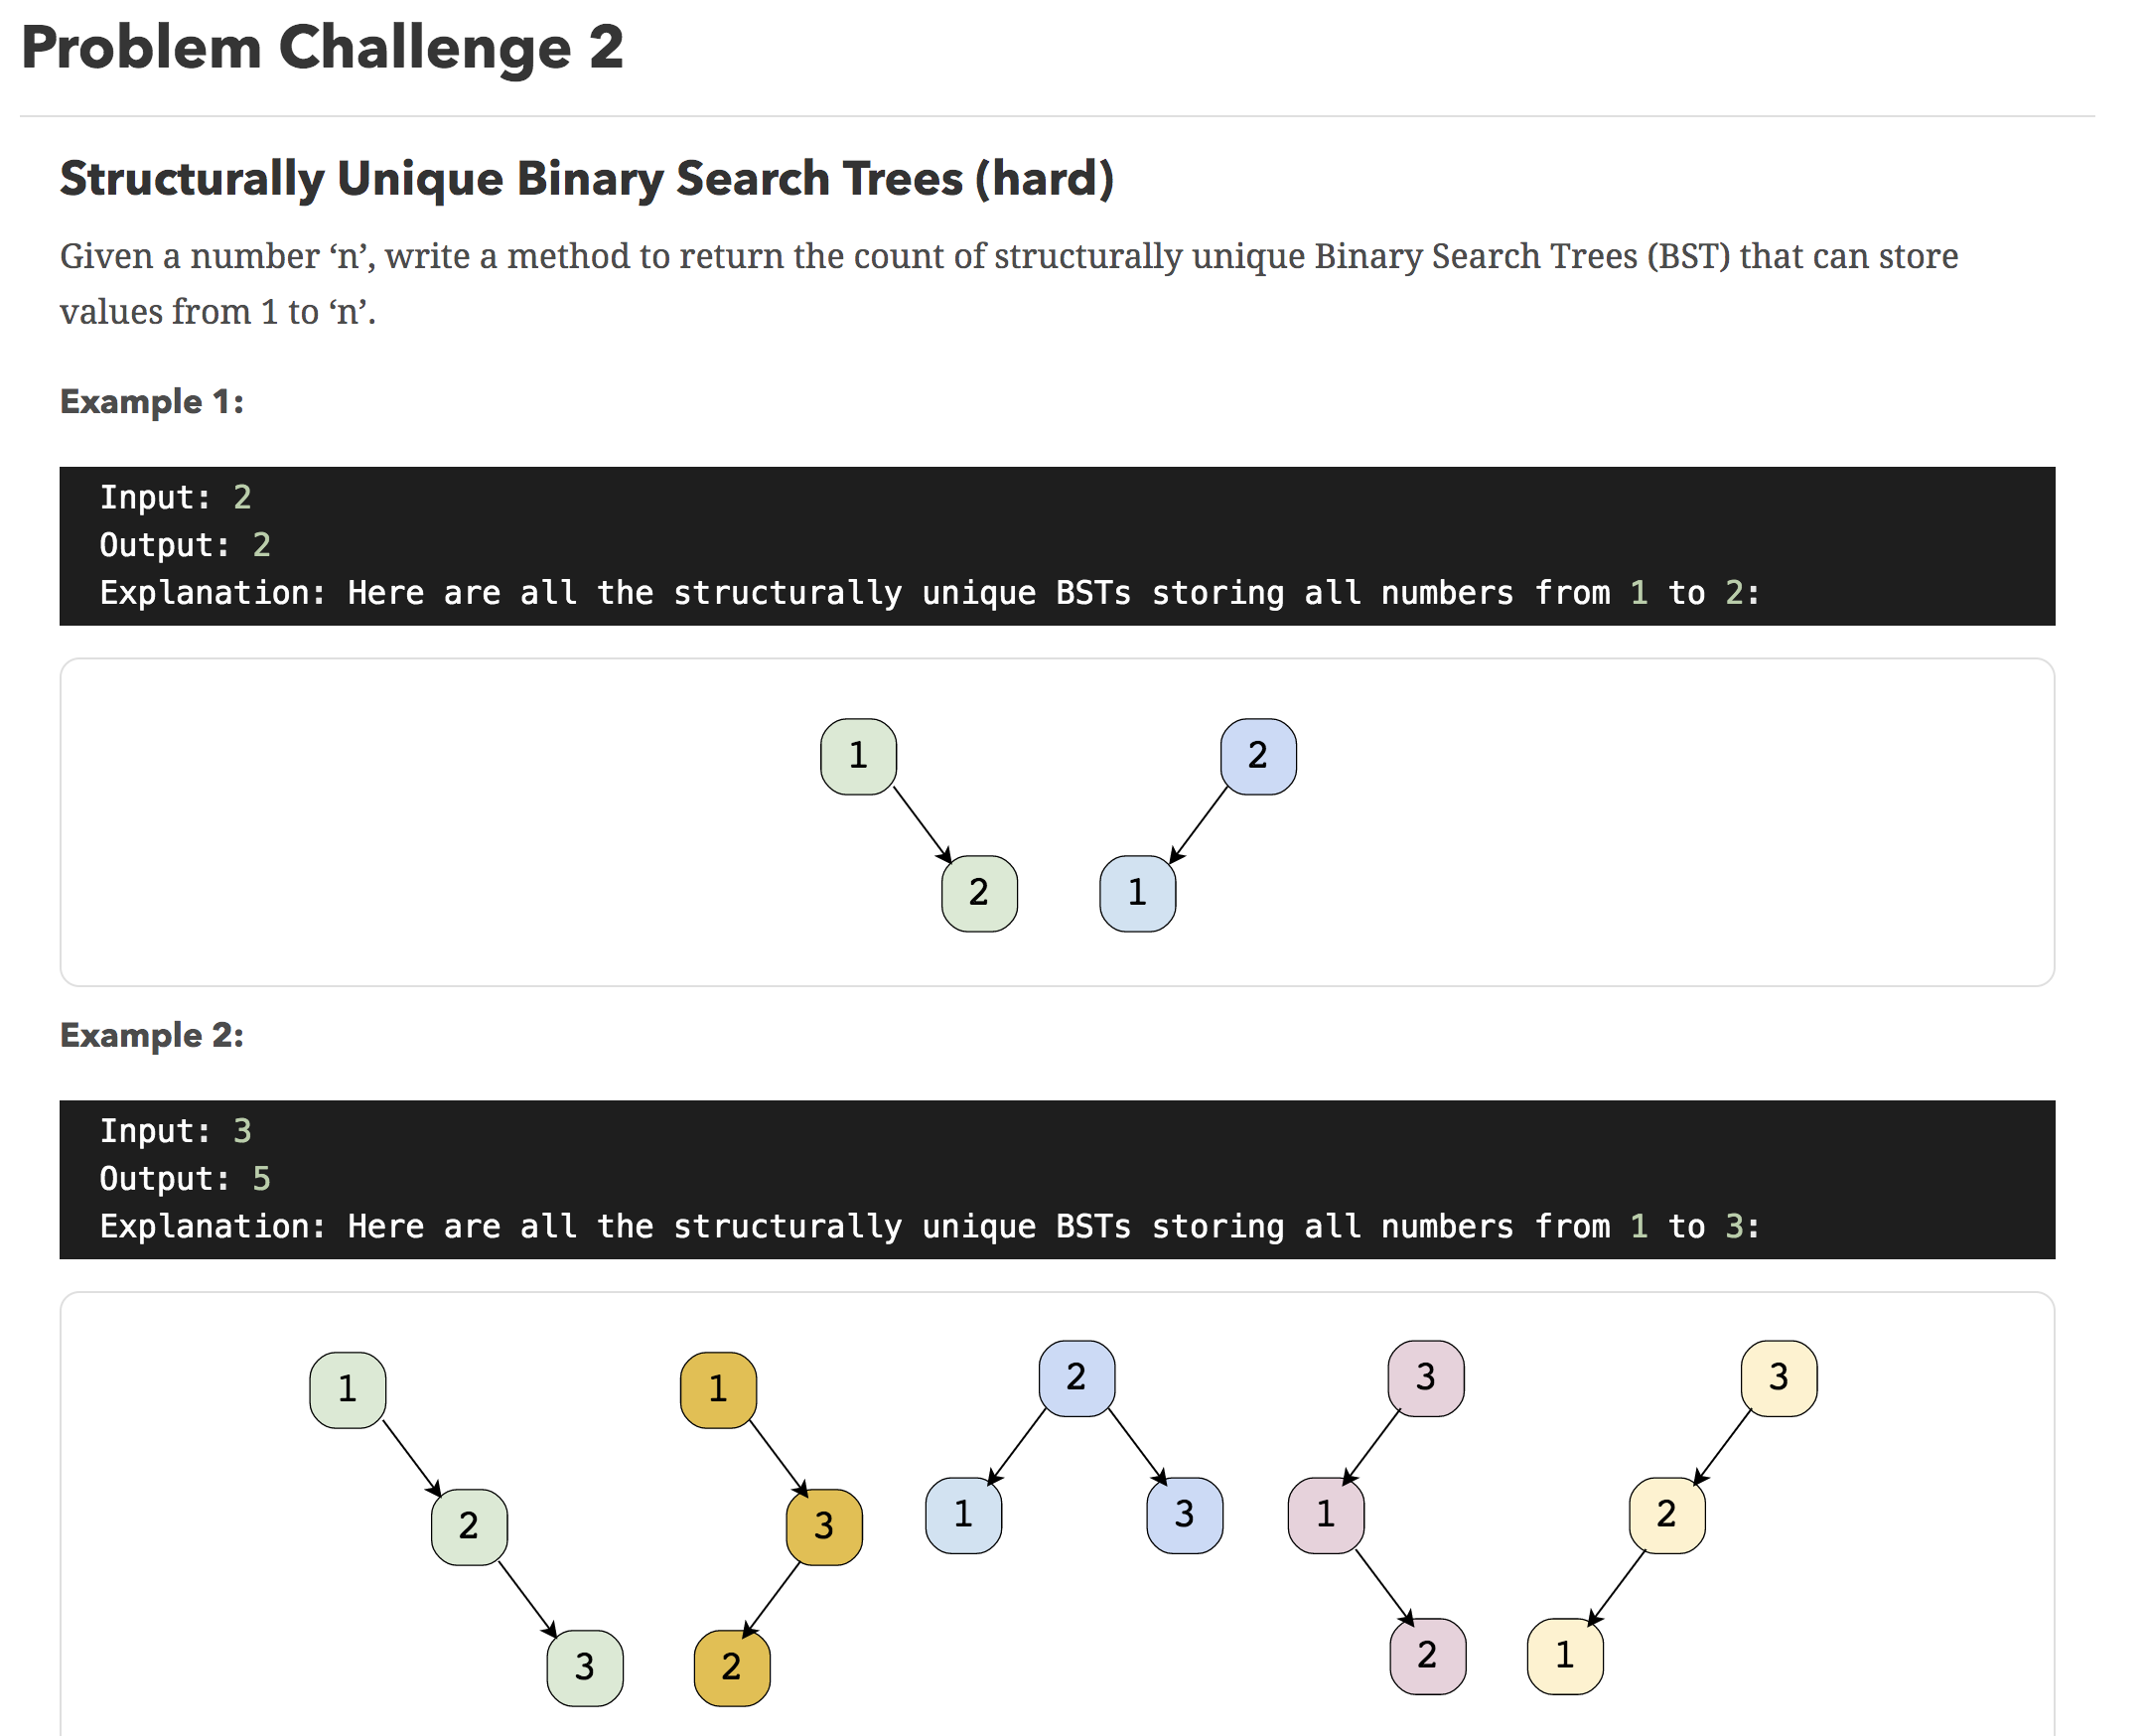 Problem Challenge 2
Structurally Unique Binary Search Trees (hard)
Given a number ‘n’, write a method to return the count of structurally unique Binary Search Trees (BST) that can store
values from 1 to ‘n’.
Example 1:
Input: 2
Output: 2
Explanation: Here are all the structurally unique BSTs storing all numbers from 1 to 2:
1 2
2 1
Example 2:
Input: 3
Output: 5
Explanation: Here are all the structurally unique BSTs storing all numbers from 1 to 3:
1 1 2 3 3
2 3 1 3 1 2
3 2 2 1